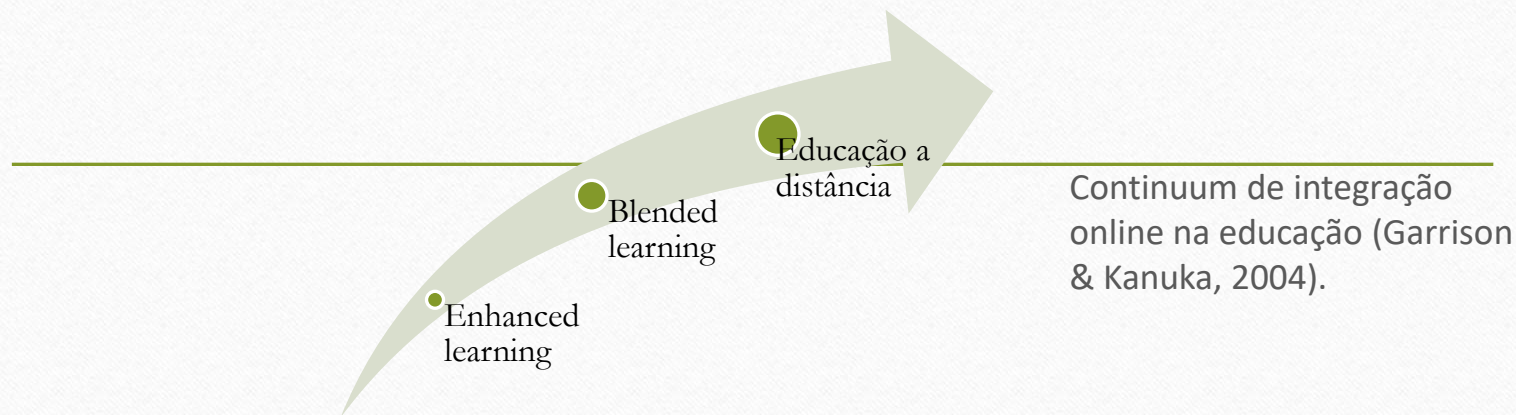 Educação a
distância
Blended
learning
Enhanced
learning
Continuum de integração
online na educação (Garrison
& Kanuka, 2004).